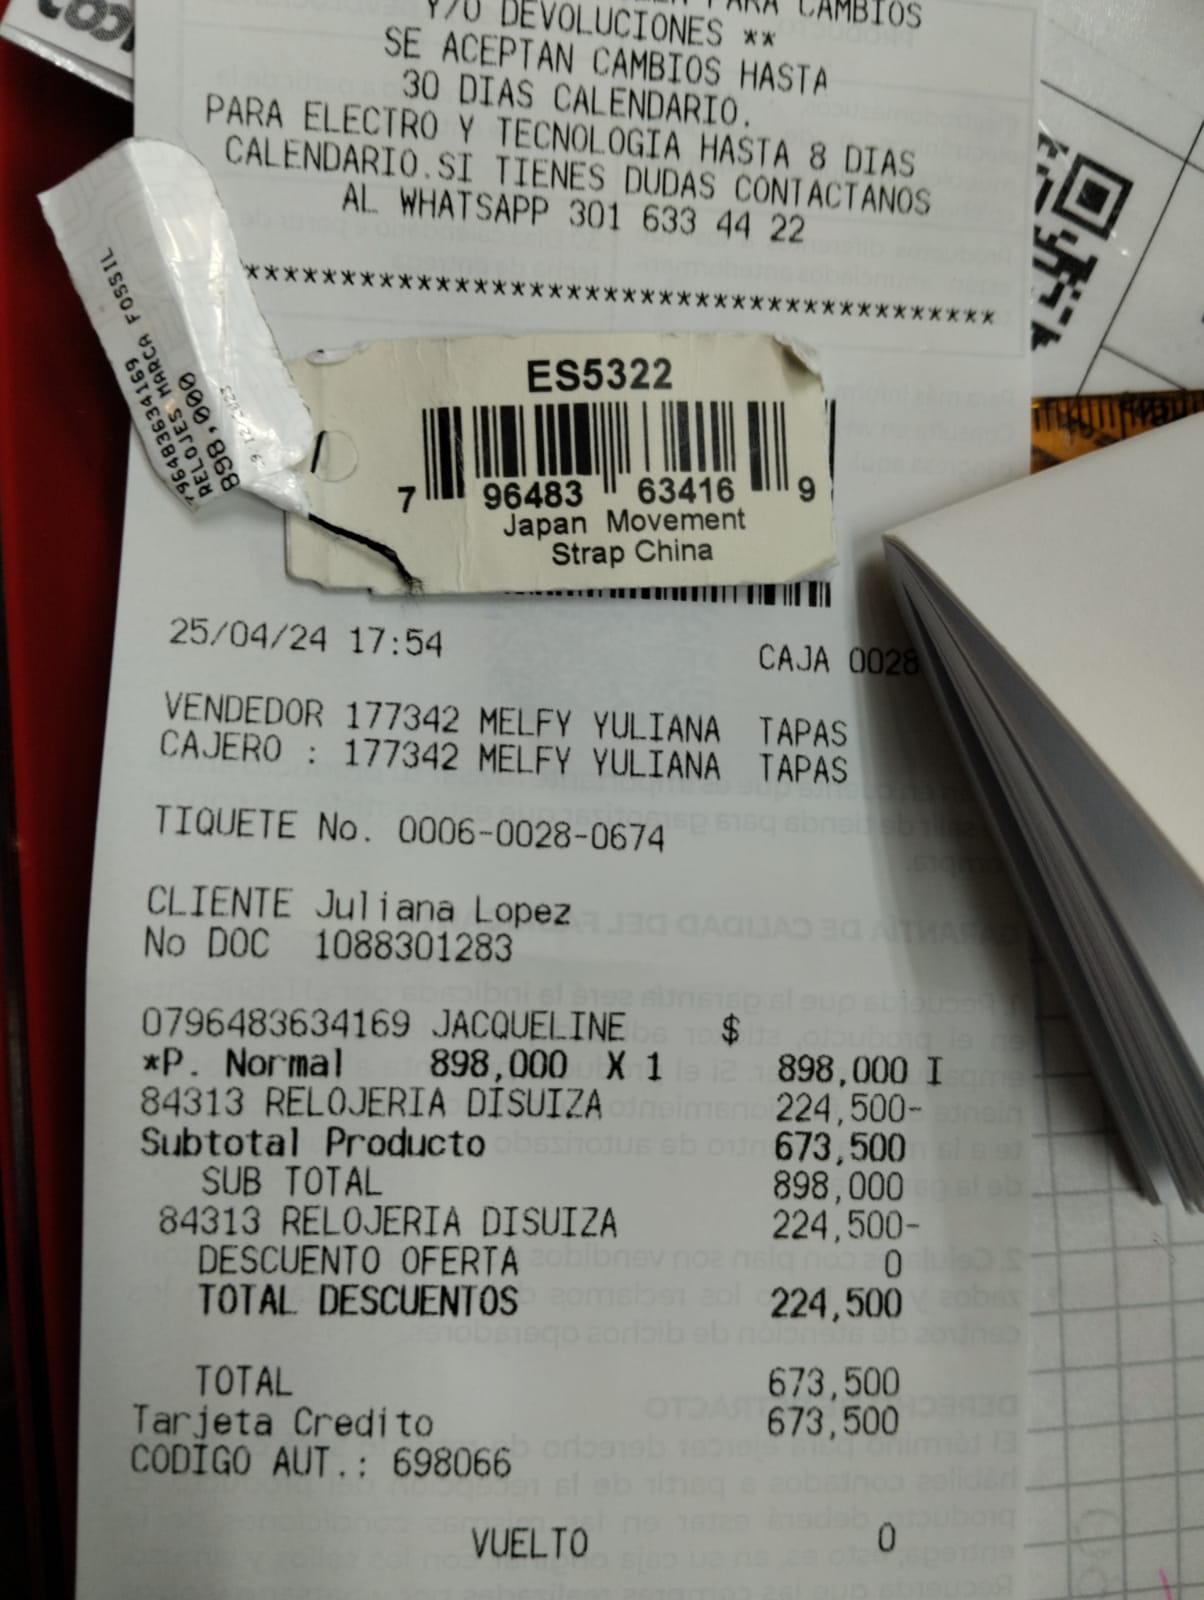 PARA CAMBIOS
Y/O DEVOLUCIONES **
SE ACEPTAN CAMBIOS HASTA
30 DIAS CALENDARIO.
PARA ELECTRO Y TECNOLOGIA HASTA 8 DIAS
CALENDARIO.SI TIENES DUDAS CONTACTANOS
AL WHATSAPP 301 633 44 22
*******************************************
796483634169
RELOJES MARCA FOSSIL
898,000
ES5322
7 96483 63416 9
Japan Movement
Strap China
25/04/24 17:54 CAJA 0028
VENDEDOR 177342 MELFY YULIANA TAPAS
CAJERO : 177342 MELFY YULIANA TAPAS
TIQUETE No. 0006-0028-0674
CLIENTE Juliana Lopez
No DOC 1088301283
0796483634169 JACQUELINE $
*P. Normal 898,000 X 1 898,000 I
84313 RELOJERIA DISUIZA 224,500-
Subtotal Producto 673,500
SUB TOTAL 898,000
84313 RELOJERIA DISUIZA 224,500-
DESCUENTO OFERTA 0
TOTAL DESCUENTOS 224,500
TOTAL 673,500
Tarjeta Credito 673,500
CODIGO AUT.: 698066
VUELTO 0